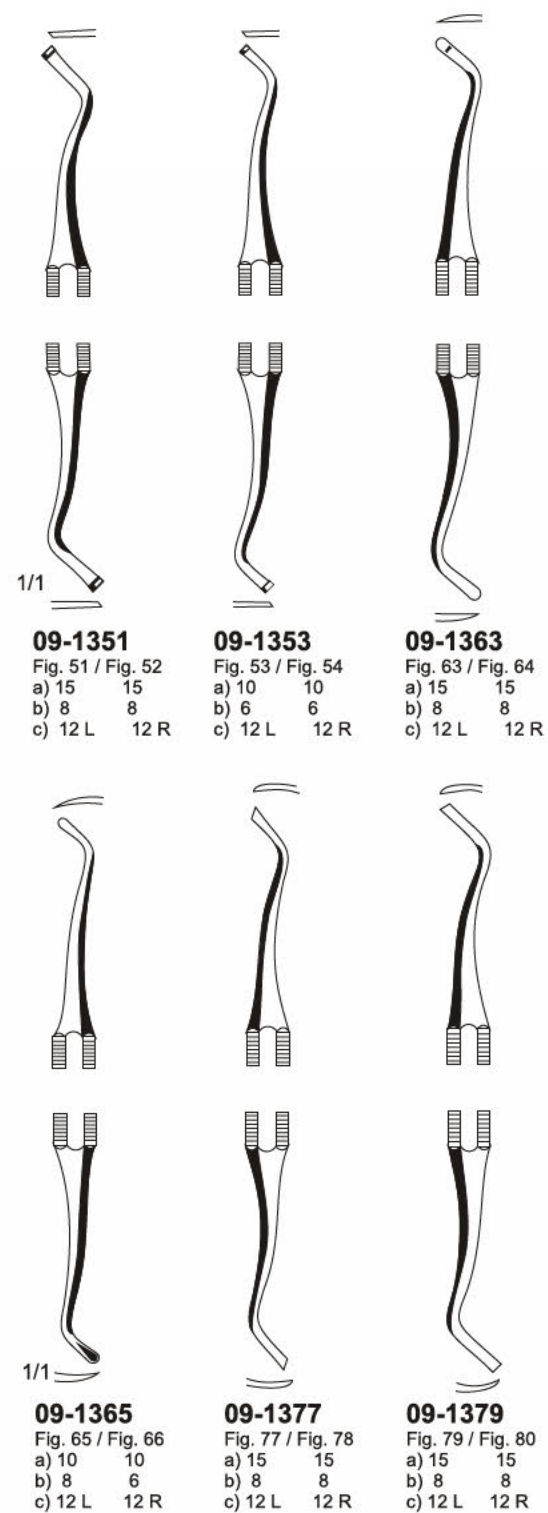 1/1
09-1351
Fig. 51 / Fig. 52
a) 15 15
b) 8 8
c) 12 L 12 R
09-1353
Fig. 53 / Fig. 54
a) 10 10
b) 6 6
c) 12 L 12 R
09-1363
Fig. 63 / Fig. 64
a) 15 15
b) 8 8
c) 12 L 12 R
1/1
09-1365
Fig. 65 / Fig. 66
a) 10 10
b) 8 6
c) 12 L 12 R
09-1377
Fig. 77 / Fig. 78
a) 15 15
b) 8 8
c) 12 L 12 R
09-1379
Fig. 79 / Fig. 80
a) 15 15
b) 8 8
c) 12 L 12 R